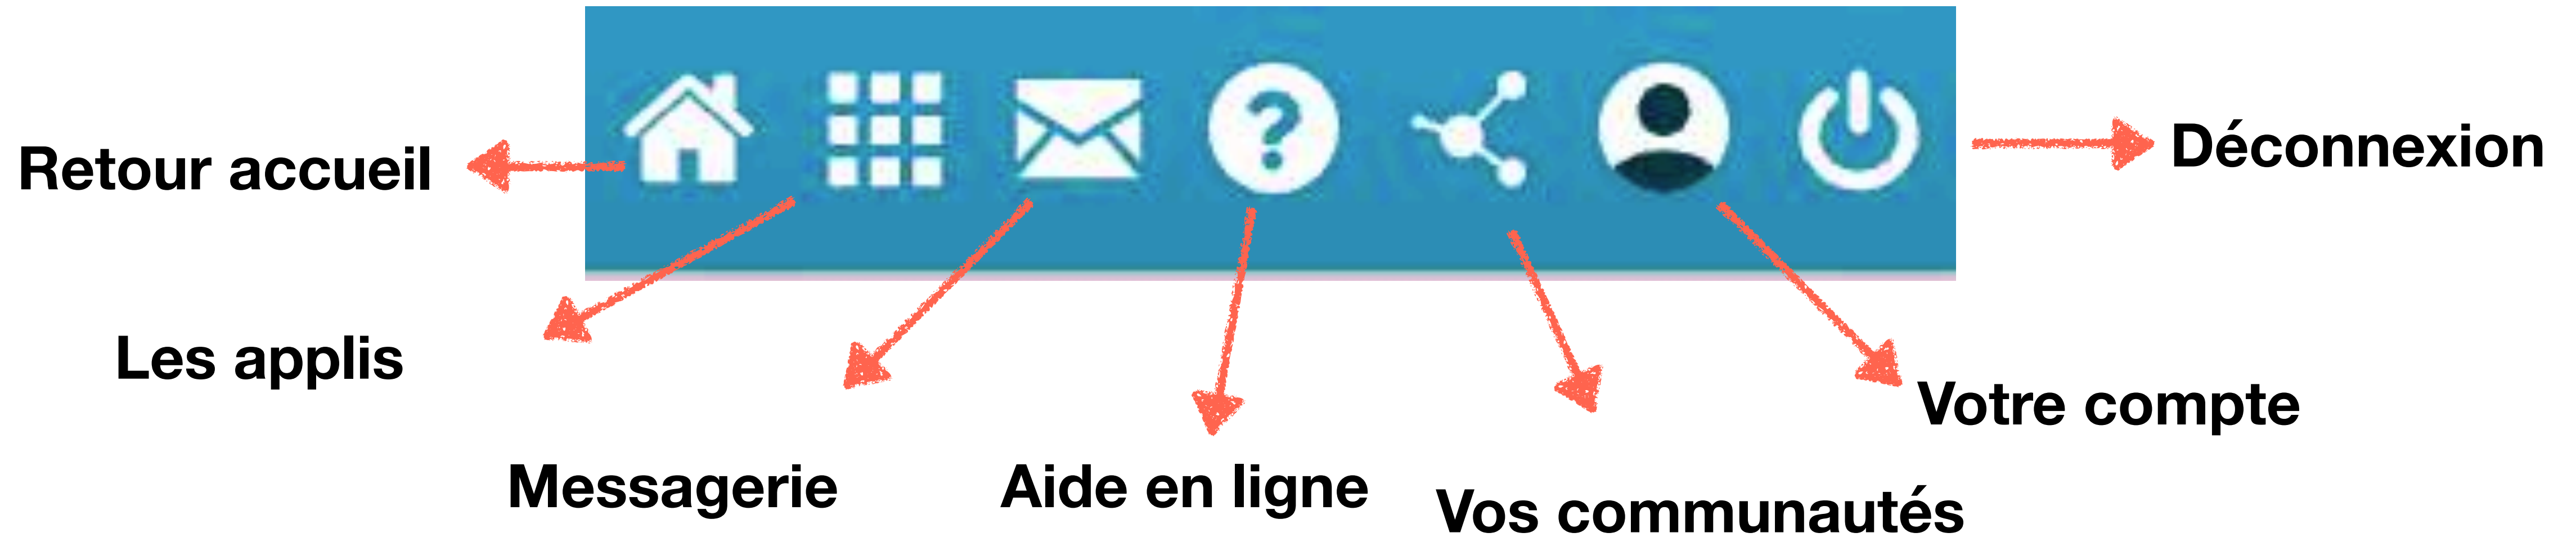 Retour accueil
Déconnexion
Les applis
Votre compte
Messagerie
Aide en ligne
Vos communautés